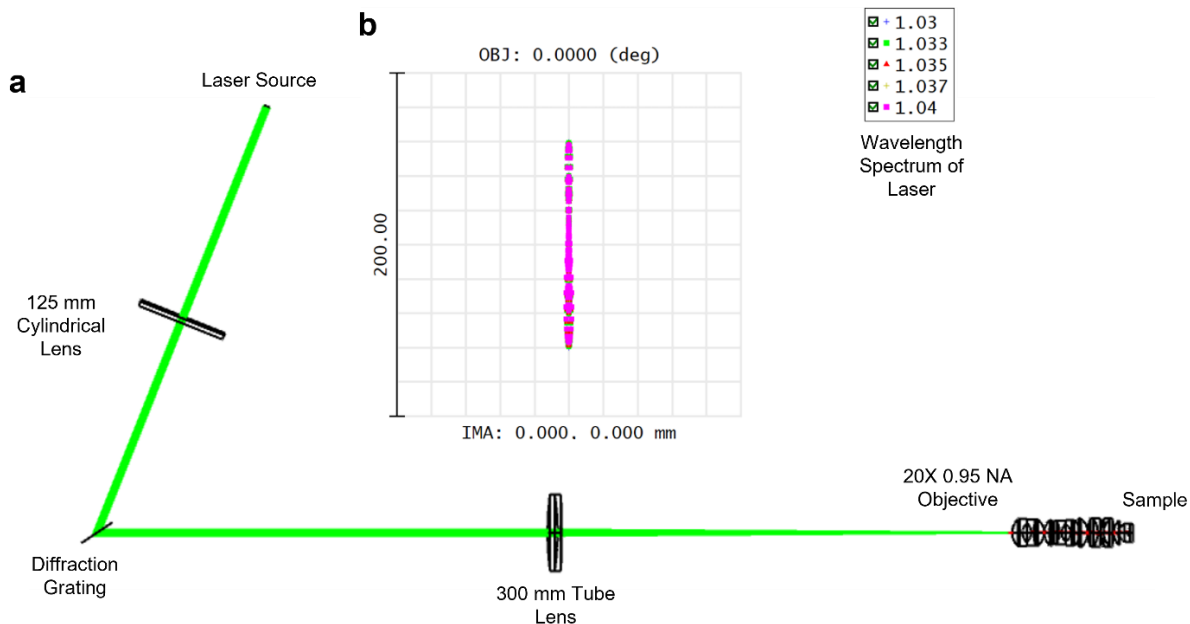 a
Laser Source
125 mm
Cylindrical
Lens
Diffraction
Grating
300 mm Tube
Lens
20X 0.95 NA
Objective
Sample
b
OBJ: 0.0000 (deg)
200.00
IMA: 0.000. 0.000 mm
1.03
1.033
1.035
1.037
1.04
Wavelength
Spectrum of
Laser